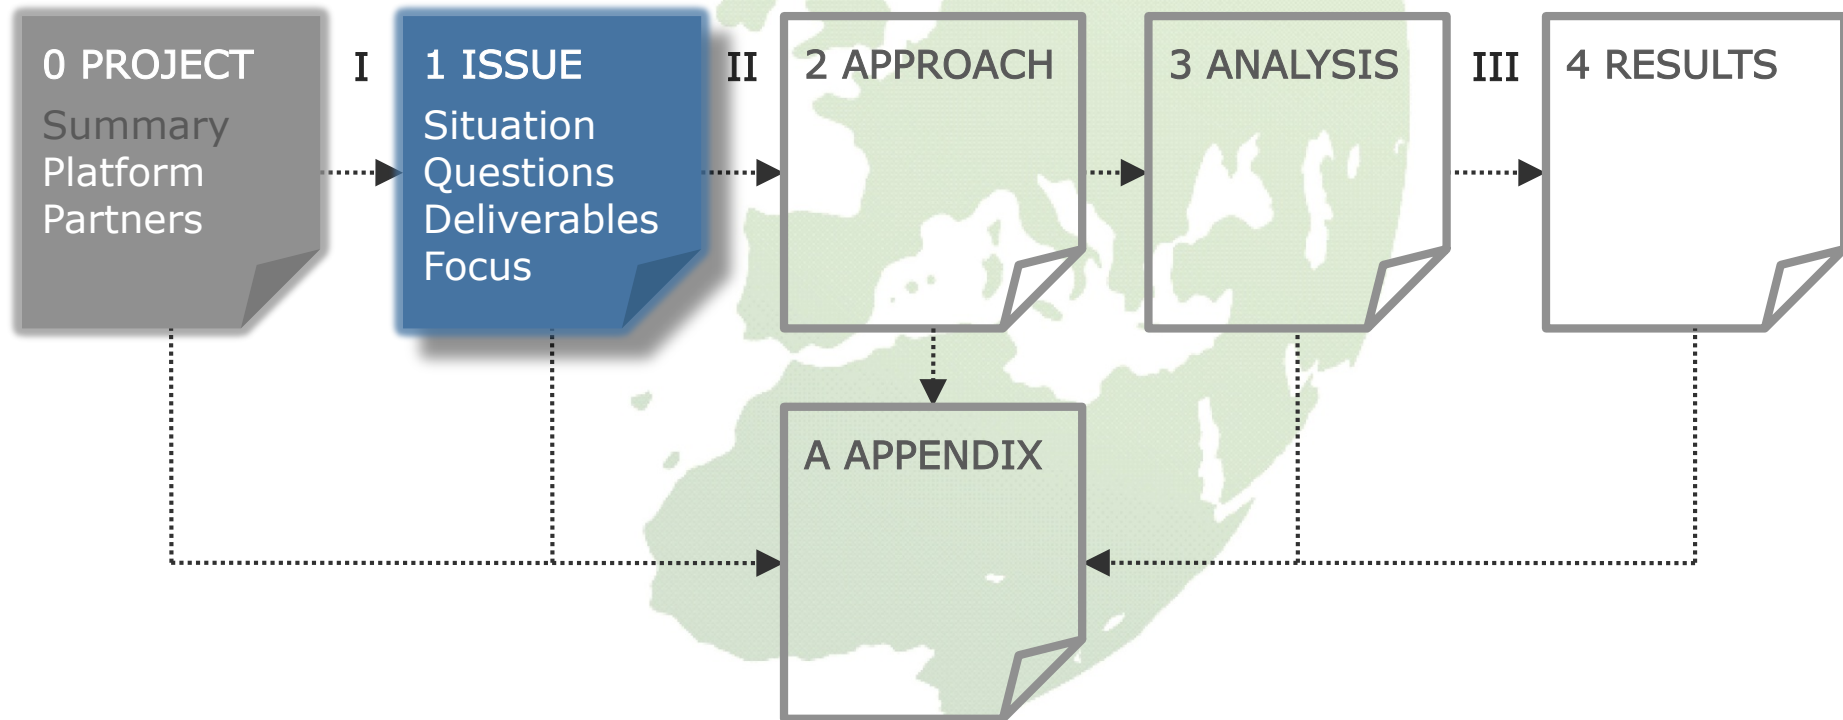 0 PROJECT
Summary
Platform
Partners
I
1 ISSUE
Situation
Questions
Deliverables
Focus
II
2 APPROACH
3 ANALYSIS
III
4 RESULTS
A APPENDIX